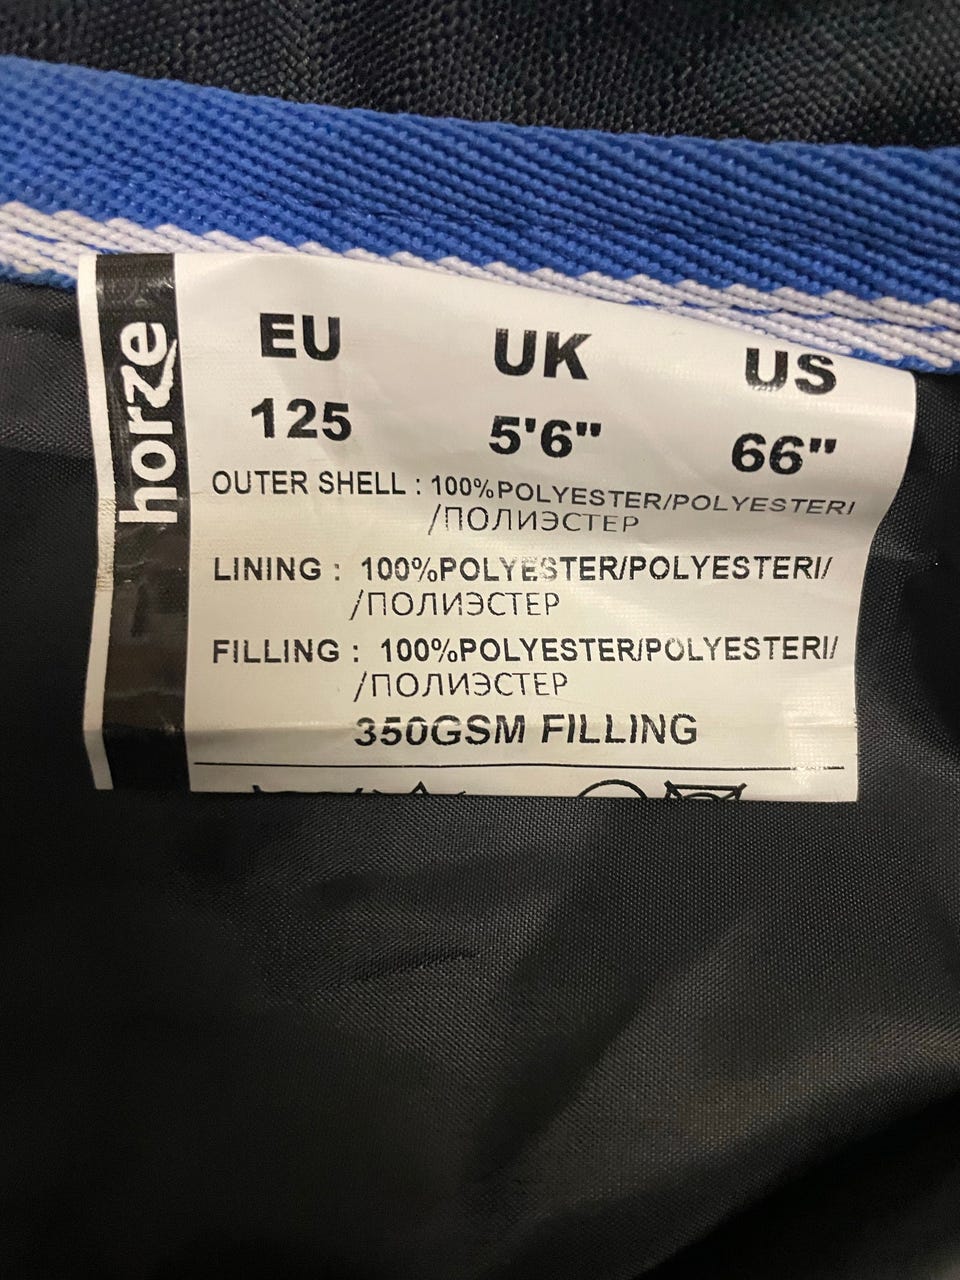 horze
EU UK US
125 5'6" 66"
OUTER SHELL : 100%POLYESTER/POLYESTERI
/ПОЛИЭСТЕР
LINING : 100%POLYESTER/POLYESTERI/
/ПОЛИЭСТЕР
FILLING : 100%POLYESTER/POLYESTERI/
/ПОЛИЭСТЕР
350GSM FILLING